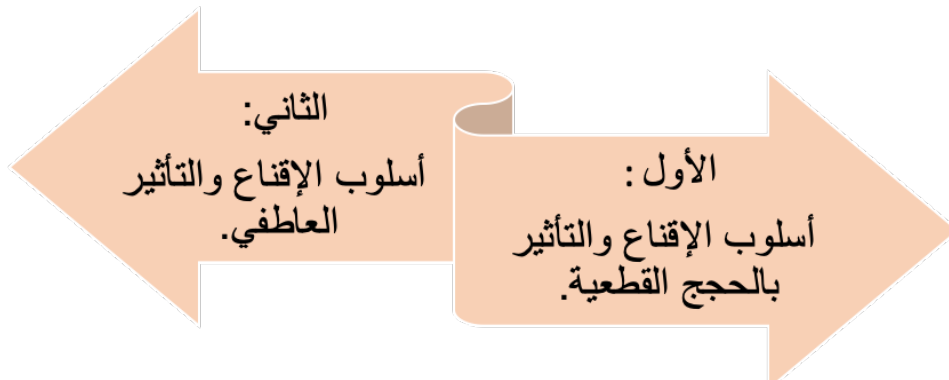 الأول :
أسلوب الإقناع والتأثير
بالحجج القطعية.
الثاني:
أسلوب الإقناع والتأثير
العاطفي.